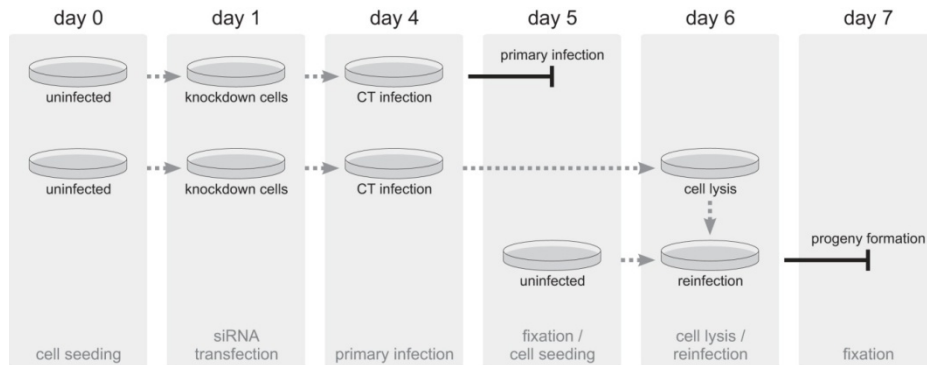 day 0 day 1 day 4 day 5 day 6 day 7
primary infection
uninfected knockdown cells CT infection
uninfected knockdown cells CT infection cell lysis
progeny formation
uninfected reinfection
siRNA fixation / cell lysis /
cell seeding transfection primary infection cell seeding reinfection fixation